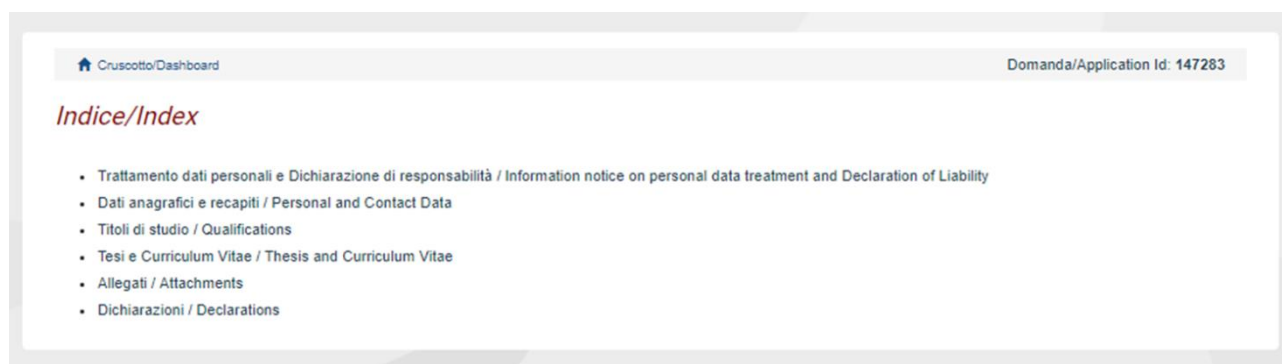 Cruscotto/Dashboard Domanda/Application Id: 147283
Indice/Index
Trattamento dati personali e Dichiarazione di responsabilità / Information notice on personal data treatment and Declaration of Liability
Dati anagrafici e recapiti / Personal and Contact Data
Titoli di studio / Qualifications
Tesi e Curriculum Vitae / Thesis and Curriculum Vitae
Allegati / Attachments
Dichiarazioni / Declarations